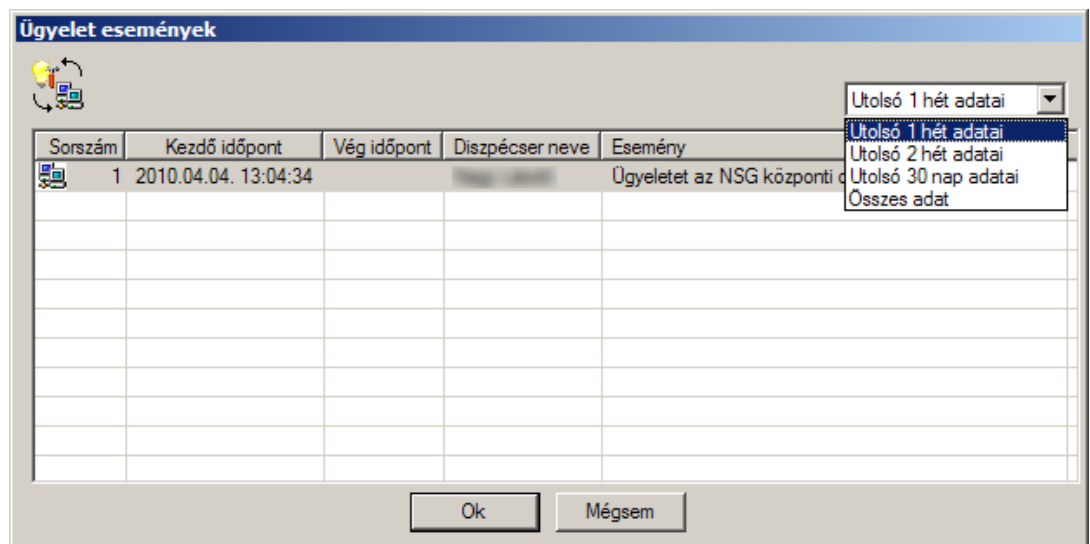 Ügyelet események
Utolsó 1 hét adatai
Utolsó 1 hét adatai
Utolsó 2 hét adatai
Utolsó 30 nap adatai
Összes adat
Sorszám Kezdő időpont Vég időpont Diszpécser neve Esemény
1 2010.04.04. 13:04:34 Ügyeletet az NSG központi
Ok Mégsem